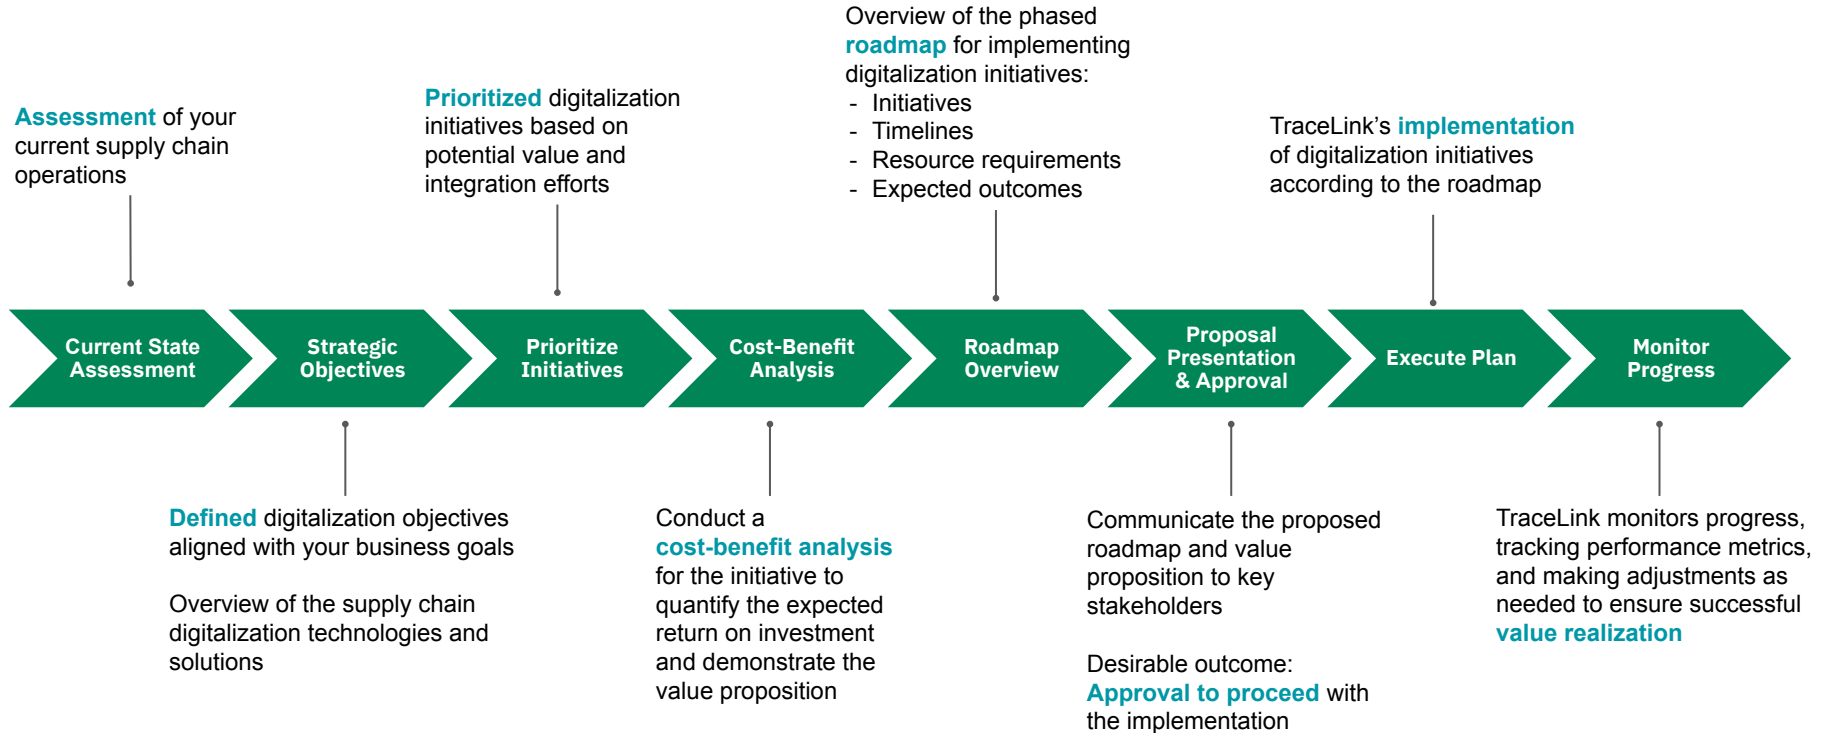 Assessment of your
current supply chain
operations
Prioritized digitalization
initiatives based on
potential value and
integration efforts
Overview of the phased
roadmap for implementing
digitalization initiatives:
- Initiatives
- Timelines
- Resource requirements
- Expected outcomes
TraceLink’s implementation
of digitalization initiatives
according to the roadmap
Current State
Assessment
Strategic
Objectives
Prioritize
Initiatives
Cost-Benefit
Analysis
Roadmap
Overview
Proposal
Presentation
& Approval
Execute Plan
Monitor
Progress
Defined digitalization objectives
aligned with your business goals
Overview of the supply chain
digitalization technologies and
solutions
Conduct a
cost-benefit analysis
for the initiative to
quantify the expected
return on investment
and demonstrate the
value proposition
Communicate the proposed
roadmap and value
proposition to key
stakeholders
Desirable outcome:
Approval to proceed with
the implementation
TraceLink monitors progress,
tracking performance metrics,
and making adjustments as
needed to ensure successful
value realization